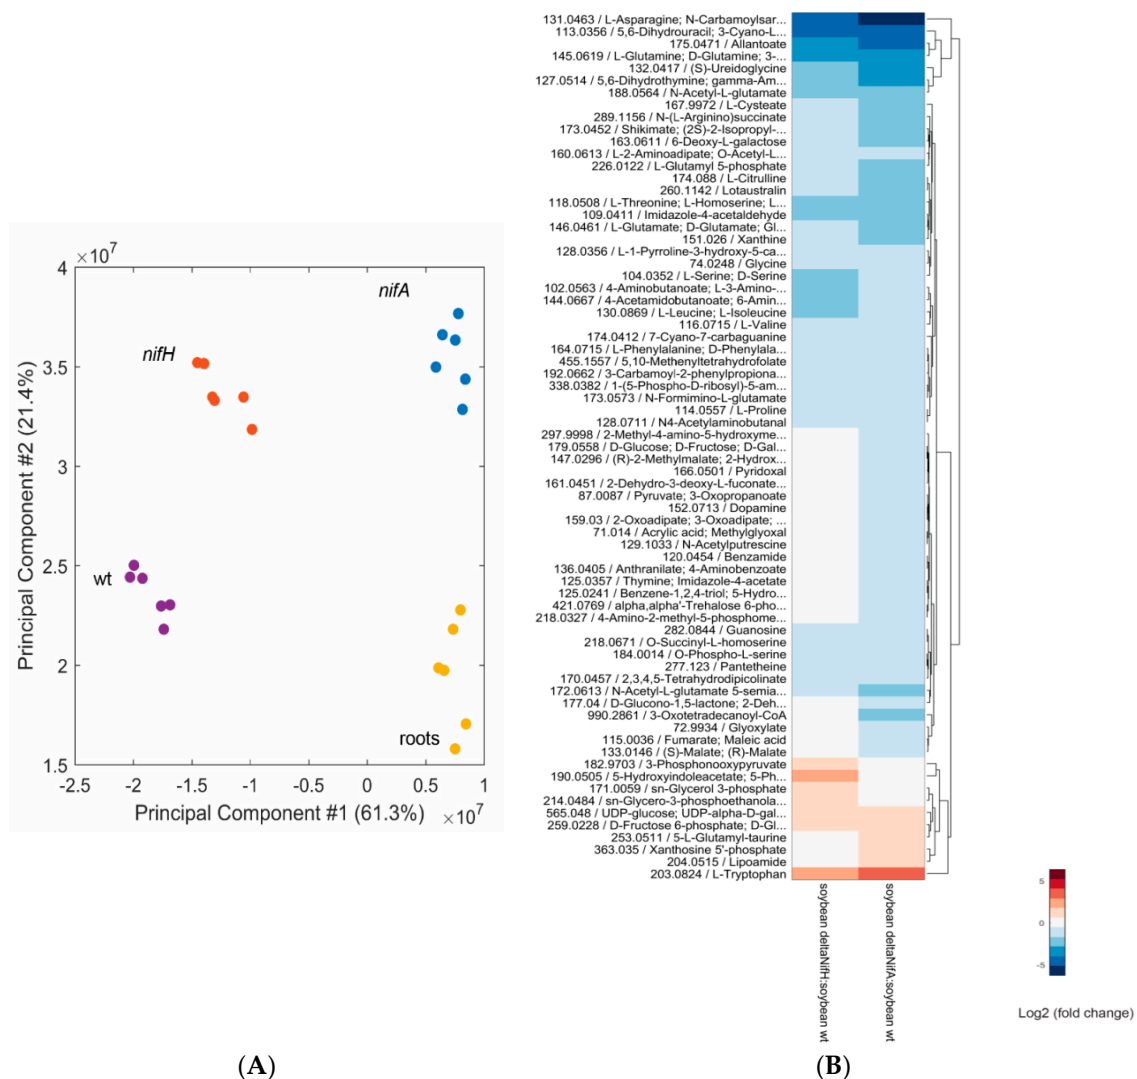 ×10⁷
4
3.5
3
2.5
2
1.5
Principal Component #2 (21.4%)
nifA
nifH
wt
roots
-2.5 -2 -1.5 -1 -0.5 0 0.5 1
Principal Component #1 (61.3%) ×10⁷
(A)
131.0463 / L-Asparagine; N-Carbamoylsar...
113.0356 / 5,6-Dihydrouracil; 3-Cyano-L...
175.0471 / Allantoate
145.0619 / L-Glutamine; D-Glutamine; 3-...
132.0417 / (S)-Ureidoglycine
127.0514 / 5,6-Dihydrothymine; gamma-Am...
188.0564 / N-Acetyl-L-glutamate
167.9972 / L-Cysteate
289.1156 / N-(L-Arginino)succinate
173.0452 / Shikimate; (2S)-2-Isopropyl-...
163.0611 / 6-Deoxy-L-galactose
160.0613 / L-2-Aminoadipate; O-Acetyl-L...
226.0122 / L-Glutamyl 5-phosphate
174.088 / L-Citrulline
260.1142 / Lotaustralin
118.0508 / L-Threonine; L-Homoserine; L...
109.0411 / Imidazole-4-acetaldehyde
146.0461 / L-Glutamate; D-Glutamate; Gl...
151.026 / Xanthine
128.0356 / L-1-Pyrroline-3-hydroxy-5-ca...
74.0248 / Glycine
104.0352 / L-Serine; D-Serine
102.0563 / 4-Aminobutanoate; L-3-Amino-...
144.0667 / 4-Acetamidobutanoate; 6-Amin...
130.0869 / L-Leucine; L-Isoleucine
116.0715 / L-Valine
174.0412 / 7-Cyano-7-carbaguanine
164.0715 / L-Phenylalanine; D-Phenylala...
455.1557 / 5,10-Methenyltetrahydrofolate
192.0662 / 3-Carbamoyl-2-phenylpropiona...
338.0382 / 1-(5-Phospho-D-ribosyl)-5-am...
173.0573 / N-Formimino-L-glutamate
114.0557 / L-Proline
128.0711 / N4-Acetylaminobutanal
297.9998 / 2-Methyl-4-amino-5-hydroxyme...
179.0558 / D-Glucose; D-Fructose; D-Gal...
147.0296 / (R)-2-Methylmalate; 2-Hydrox...
166.0501 / Pyridoxal
161.0451 / 2-Dehydro-3-deoxy-L-fuconate...
87.0087 / Pyruvate; 3-Oxopropanoate
152.0713 / Dopamine
159.03 / 2-Oxoadipate; 3-Oxoadipate; ...
71.014 / Acrylic acid; Methylglyoxal
129.1033 / N-Acetylputrescine
120.0454 / Benzamide
136.0405 / Anthranilate; 4-Aminobenzoate
125.0357 / Thymine; Imidazole-4-acetate
125.0241 / Benzene-1,2,4-triol; 5-Hydro...
421.0769 / alpha,alpha'-Trehalose 6-pho...
218.0327 / 4-Amino-2-methyl-5-phosphome...
282.0844 / Guanosine
218.0671 / O-Succinyl-L-homoserine
184.0014 / O-Phospho-L-serine
277.123 / Pantetheine
170.0457 / 2,3,4,5-Tetrahydrodipicolinate
172.0613 / N-Acetyl-L-glutamate 5-semia...
177.04 / D-Glucono-1,5-lactone; 2-Deh...
990.2861 / 3-Oxotetradecanoyl-CoA
72.9934 / Glyoxylate
115.0036 / Fumarate; Maleic acid
133.0146 / (S)-Malate; (R)-Malate
182.9703 / 3-Phosphonooxypyruvate
190.0505 / 5-Hydroxyindoleacetate; 5-Ph...
171.0059 / sn-Glycerol 3-phosphate
214.0484 / sn-Glycero-3-phosphoethanola...
565.048 / UDP-glucose; UDP-alpha-D-gal...
259.0228 / D-Fructose 6-phosphate; D-Gl...
253.0511 / 5-L-Glutamyl-taurine
363.035 / Xanthosine 5'-phosphate
204.0515 / Lipoamide
203.0824 / L-Tryptophan
soybean deltaNifH:soybean wt
soybean deltaNifA:soybean wt
5
0
-5
Log2 (fold change)
(B)